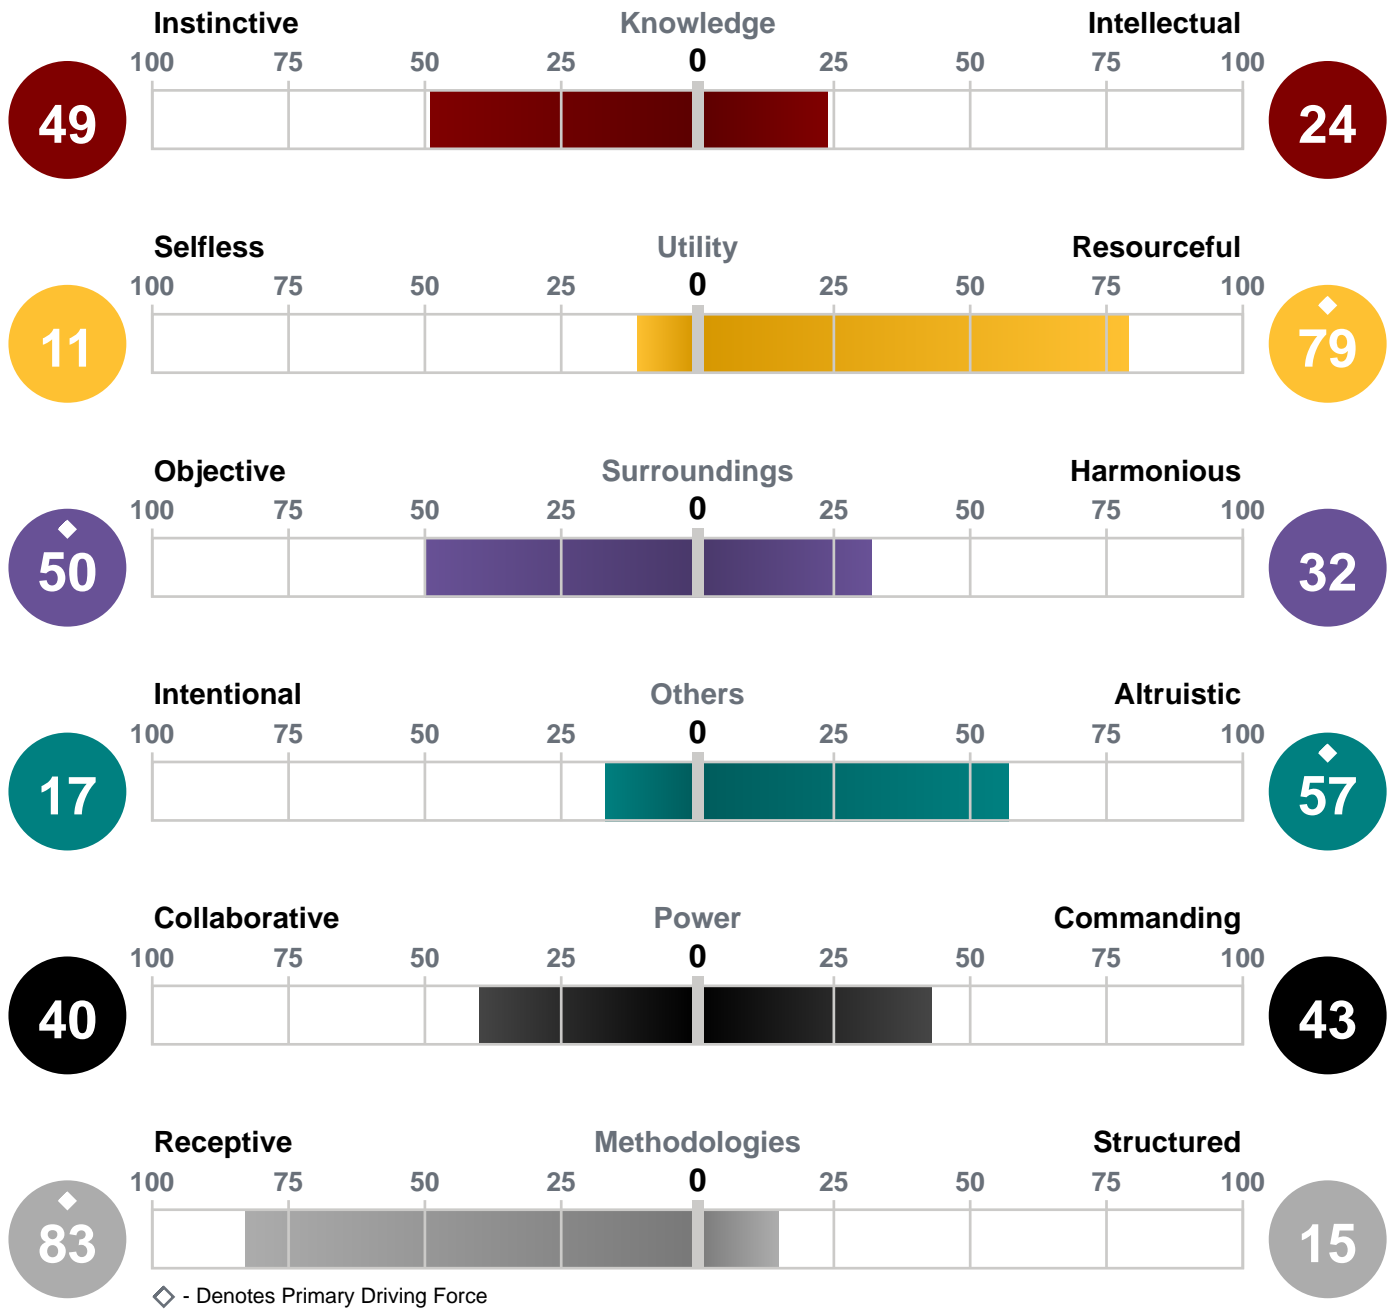 Instinctive Knowledge Intellectual
100 75 50 25 0 25 50 75 100
49 24
Selfless Utility Resourceful
100 75 50 25 0 25 50 75 100
11 79
Objective Surroundings Harmonious
100 75 50 25 0 25 50 75 100
50 32
Intentional Others Altruistic
100 75 50 25 0 25 50 75 100
17 57
Collaborative Power Commanding
100 75 50 25 0 25 50 75 100
40 43
Receptive Methodologies Structured
100 75 50 25 0 25 50 75 100
83 15
- Denotes Primary Driving Force